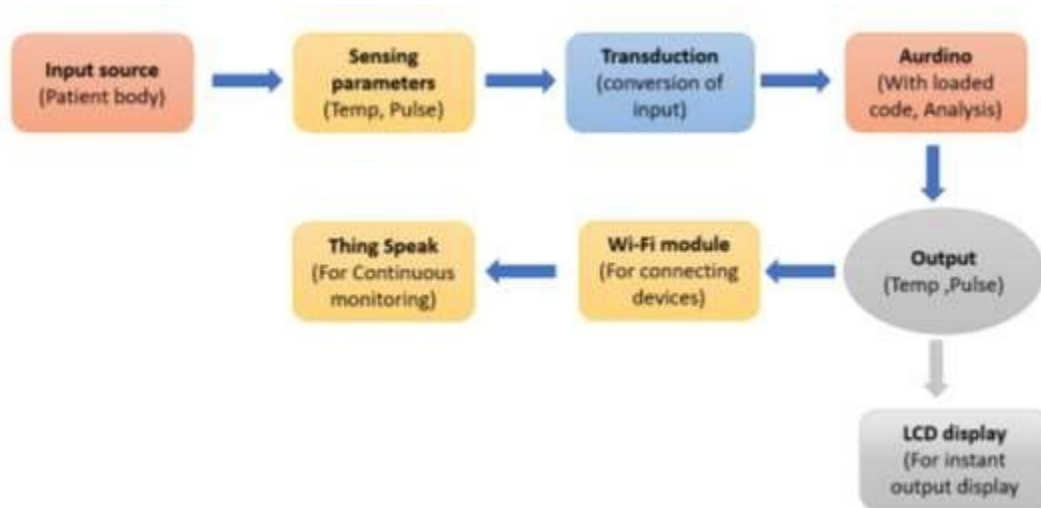 Input source
(Patient body)
Sensing
parameters
(Temp, Pulse)
Transduction
(conversion of
input)
Aurdino
(With loaded
code, Analysis)
Output
(Temp ,Pulse)
Wi-Fi module
(For connecting
devices)
Thing Speak
(For Continuous
monitoring)
LCD display
(For instant
output display